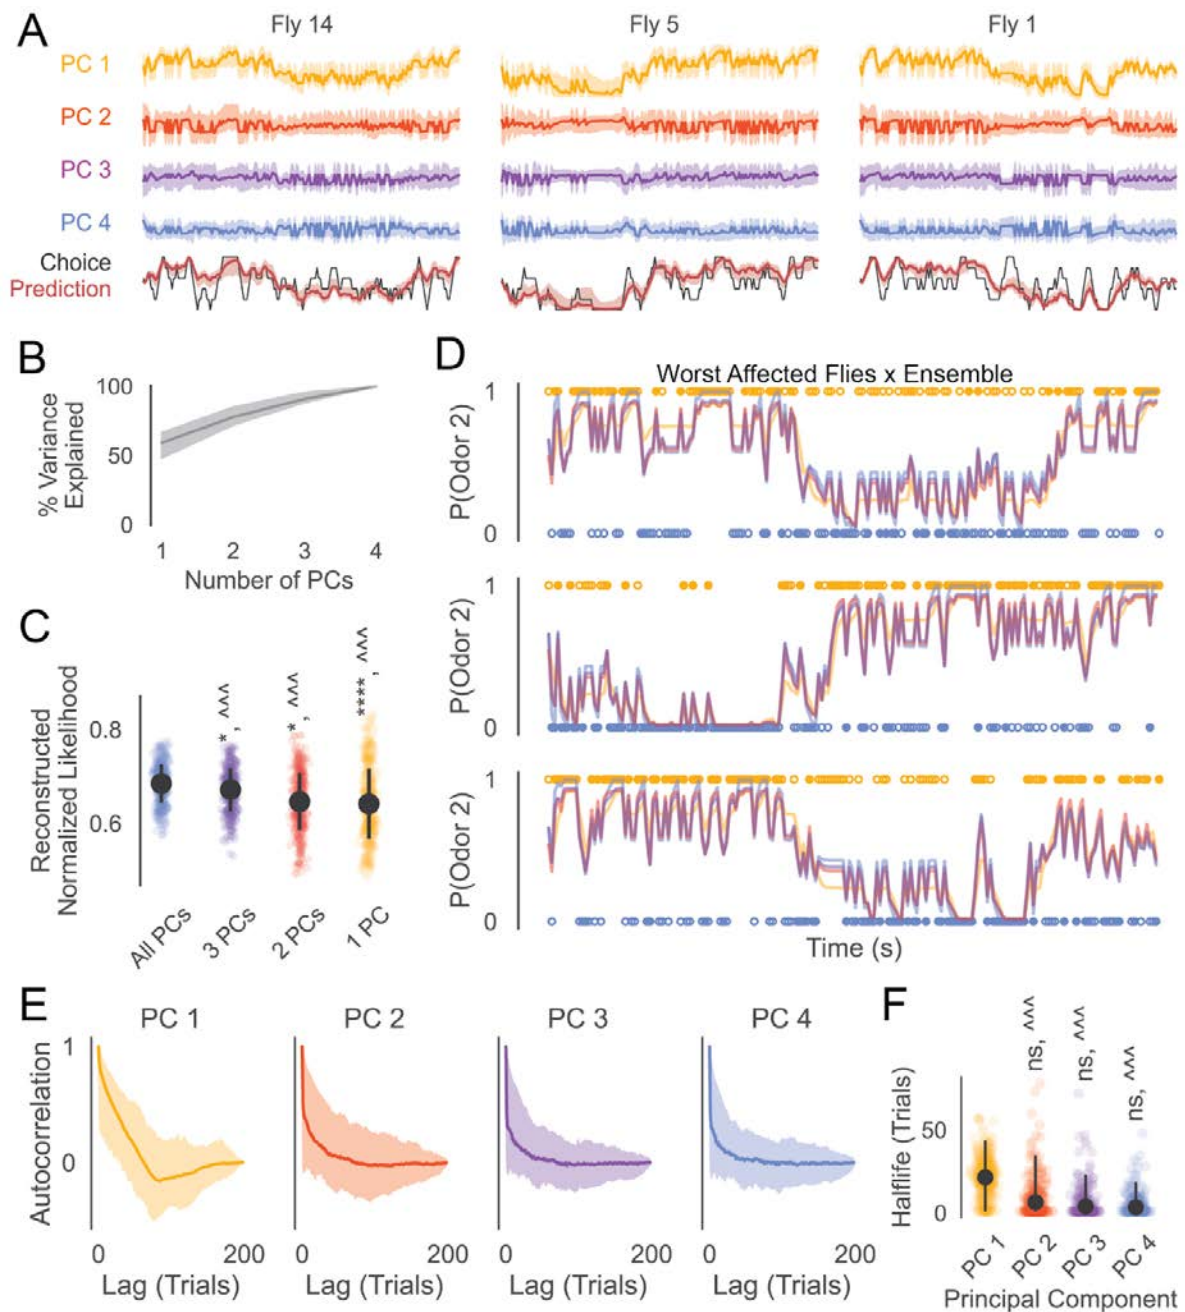 A
Fly 14
Fly 5
Fly 1
PC 1
PC 2
PC 3
PC 4
Choice
Prediction
B
100
50
0
% Variance
Explained
1 2 3 4
Number of PCs
C
****, ^^^
*, ^^^
*, ^^^
0.8
0.6
Reconstructed
Normalized Likelihood
All PCs
3 PCs
2 PCs
1 PC
D
Worst Affected Flies x Ensemble
1
P(Odor 2)
0
1
P(Odor 2)
0
1
P(Odor 2)
0
Time (s)
E
PC 1
PC 2
PC 3
PC 4
1
0
Autocorrelation
0 200
0 200
0 200
0 200
Lag (Trials)
Lag (Trials)
Lag (Trials)
Lag (Trials)
F
ns, ^^^
ns, ^^^
ns, ^^^
50
0
Halflife (Trials)
PC 1
PC 2
PC 3
PC 4
Principal Component